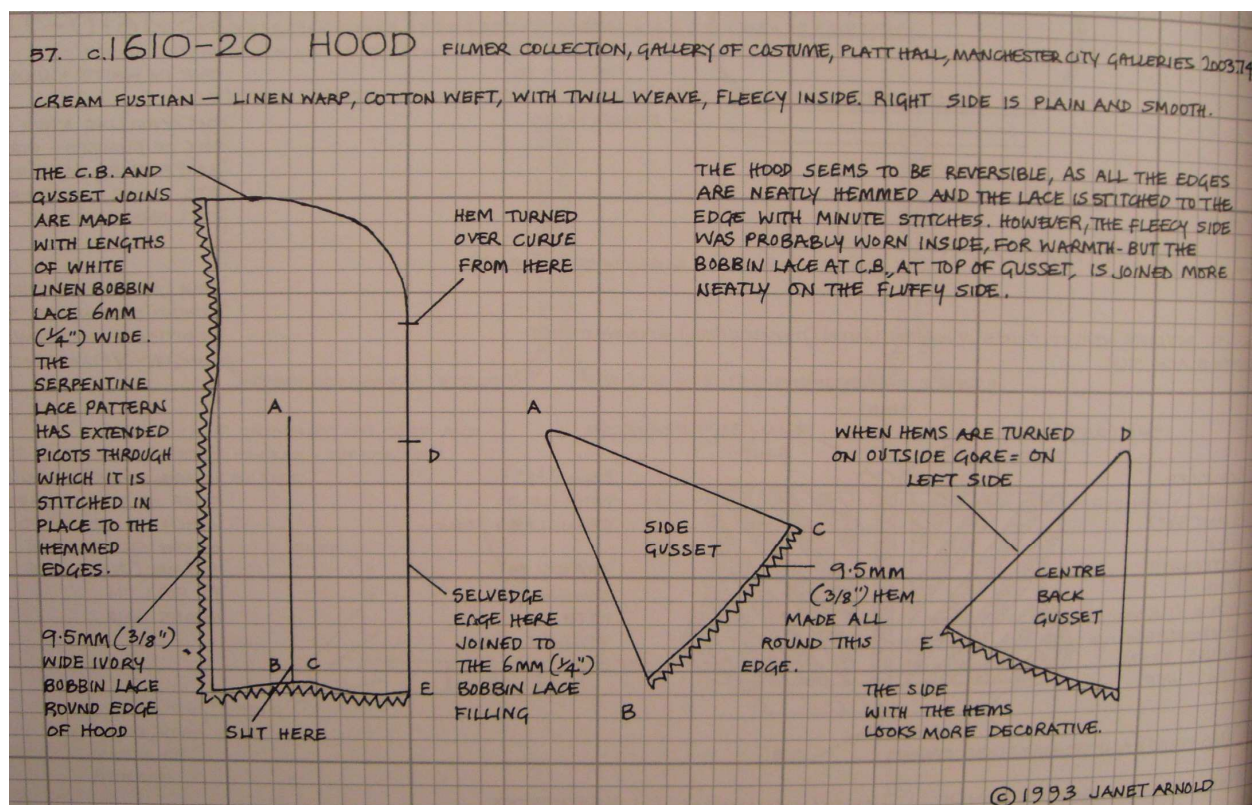 57. c.1610-20 HOOD FILMER COLLECTION, GALLERY OF COSTUME, PLATT HALL, MANCHESTER CITY GALLERIES 2003.74
CREAM FUSTIAN – LINEN WARP, COTTON WEFT, WITH TWILL WEAVE, FLEECY INSIDE. RIGHT SIDE IS PLAIN AND SMOOTH.
THE C.B. AND
GUSSET JOINS
ARE MADE
WITH LENGTHS
OF WHITE
LINEN BOBBIN
LACE 6MM
(1/4") WIDE.
THE
SERPENTINE
LACE PATTERN
HAS EXTENDED
PICOTS THROUGH
WHICH IT IS
STITCHED IN
PLACE TO THE
HEMMED
EDGES.
9.5MM (3/8")
WIDE IVORY
BOBBIN LACE
ROUND EDGE
OF HOOD
HEM TURNED
OVER CURVE
FROM HERE
THE HOOD SEEMS TO BE REVERSIBLE, AS ALL THE EDGES
ARE NEATLY HEMMED AND THE LACE IS STITCHED TO THE
EDGE WITH MINUTE STITCHES. HOWEVER, THE FLEECY SIDE
WAS PROBABLY WORN INSIDE, FOR WARMTH - BUT THE
BOBBIN LACE AT C.B., AT TOP OF GUSSET, IS JOINED MORE
NEATLY ON THE FLUFFY SIDE.
A
D
B C
E
SLIT HERE
SELVEDGE
EDGE HERE
JOINED TO
THE 6MM (1/4")
BOBBIN LACE
FILLING
A
SIDE
GUSSET
C
B
9.5MM
(3/8") HEM
MADE ALL
ROUND THIS
EDGE.
WHEN HEMS ARE TURNED
ON OUTSIDE GORE = ON
LEFT SIDE
D
CENTRE
BACK
GUSSET
E
THE SIDE
WITH THE HEMS
LOOKS MORE DECORATIVE.
© 1993 JANET ARNOLD